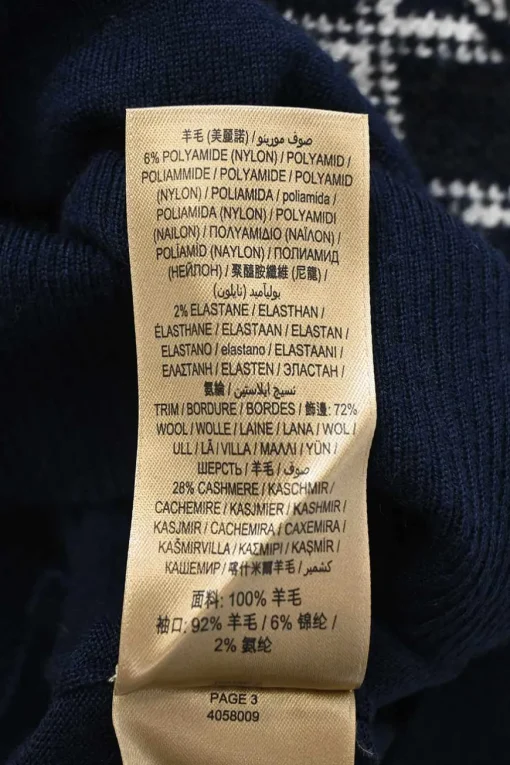 羊毛 (美麗諾) / صوف مورينو
6% POLYAMIDE (NYLON) / POLYAMID /
POLIAMMIDE / POLYAMIDE / POLYAMID
(NYLON) / POLIAMIDA / poliamida /
POLIAMIDA (NYLON) / POLYAMIDI
(NAILON) / ΠΟΛΥΑΜΙΔΙΟ (ΝΑΪΛΟΝ) /
POLİAMİD (NAYLON) / ПОЛИАМИД
(НЕЙЛОН) / 聚醯胺纖維 (尼龍) /
بولياميد (نايلون)
2% ELASTANE / ELASTHAN /
ÉLASTHANE / ELASTAAN / ELASTAN /
ELASTANO / elastano / ELASTAANI /
ΕΛΑΣΤΑΝΗ / ELASTEN / ЭЛАСТАН /
氨綸 / نسيج ايلاستين
TRIM / BORDURE / BORDES / 飾邊: 72%
WOOL / WOLLE / LAINE / LANA / WOL /
ULL / LÃ / VILLA / ΜΑΛΛΙ / YÜN /
ШЕРСТЬ / 羊毛 / صوف
28% CASHMERE / KASCHMIR /
CACHEMIRE / KASJMIER / KASHMIR /
KASJMIR / CACHEMIRA / CAXEMIRA /
KAŠMIRVILLA / ΚΑΣΜΙΡΙ / KAŞMİR /
КАШЕМИР / 喀什米爾羊毛 / كشمير
面料: 100% 羊毛
袖口: 92% 羊毛 / 6% 锦纶 /
2% 氨纶
PAGE 3
4058009